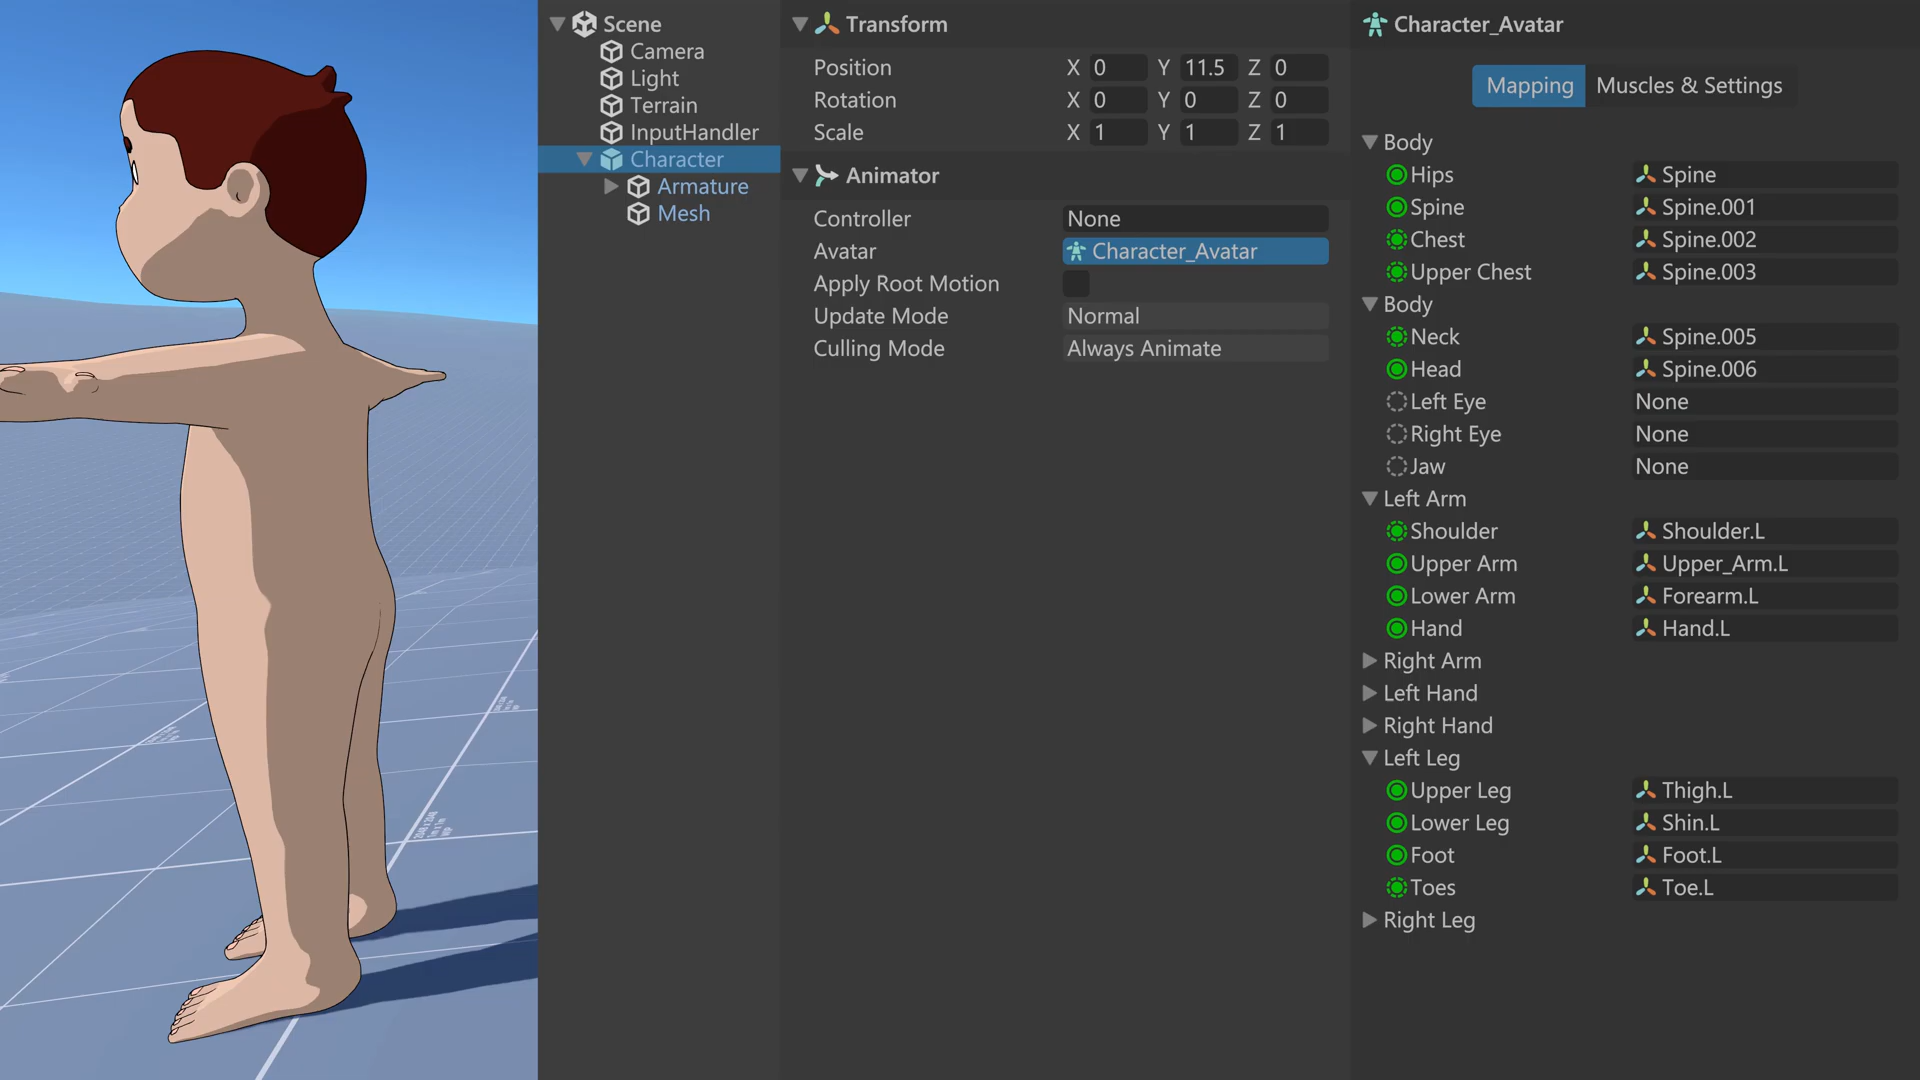 Scene
Camera
Light
Terrain
InputHandler
Character
Armature
Mesh
Transform
Position X 0 Y 11.5 Z 0
Rotation X 0 Y 0 Z 0
Scale X 1 Y 1 Z 1
Animator
Controller None
Avatar Character_Avatar
Apply Root Motion
Update Mode Normal
Culling Mode Always Animate
Character_Avatar
Mapping Muscles & Settings
Body
Hips Spine
Spine Spine.001
Chest Spine.002
Upper Chest Spine.003
Body
Neck Spine.005
Head Spine.006
Left Eye None
Right Eye None
Jaw None
Left Arm
Shoulder Shoulder.L
Upper Arm Upper_Arm.L
Lower Arm Forearm.L
Hand Hand.L
Right Arm
Left Hand
Right Hand
Left Leg
Upper Leg Thigh.L
Lower Leg Shin.L
Foot Foot.L
Toes Toe.L
Right Leg